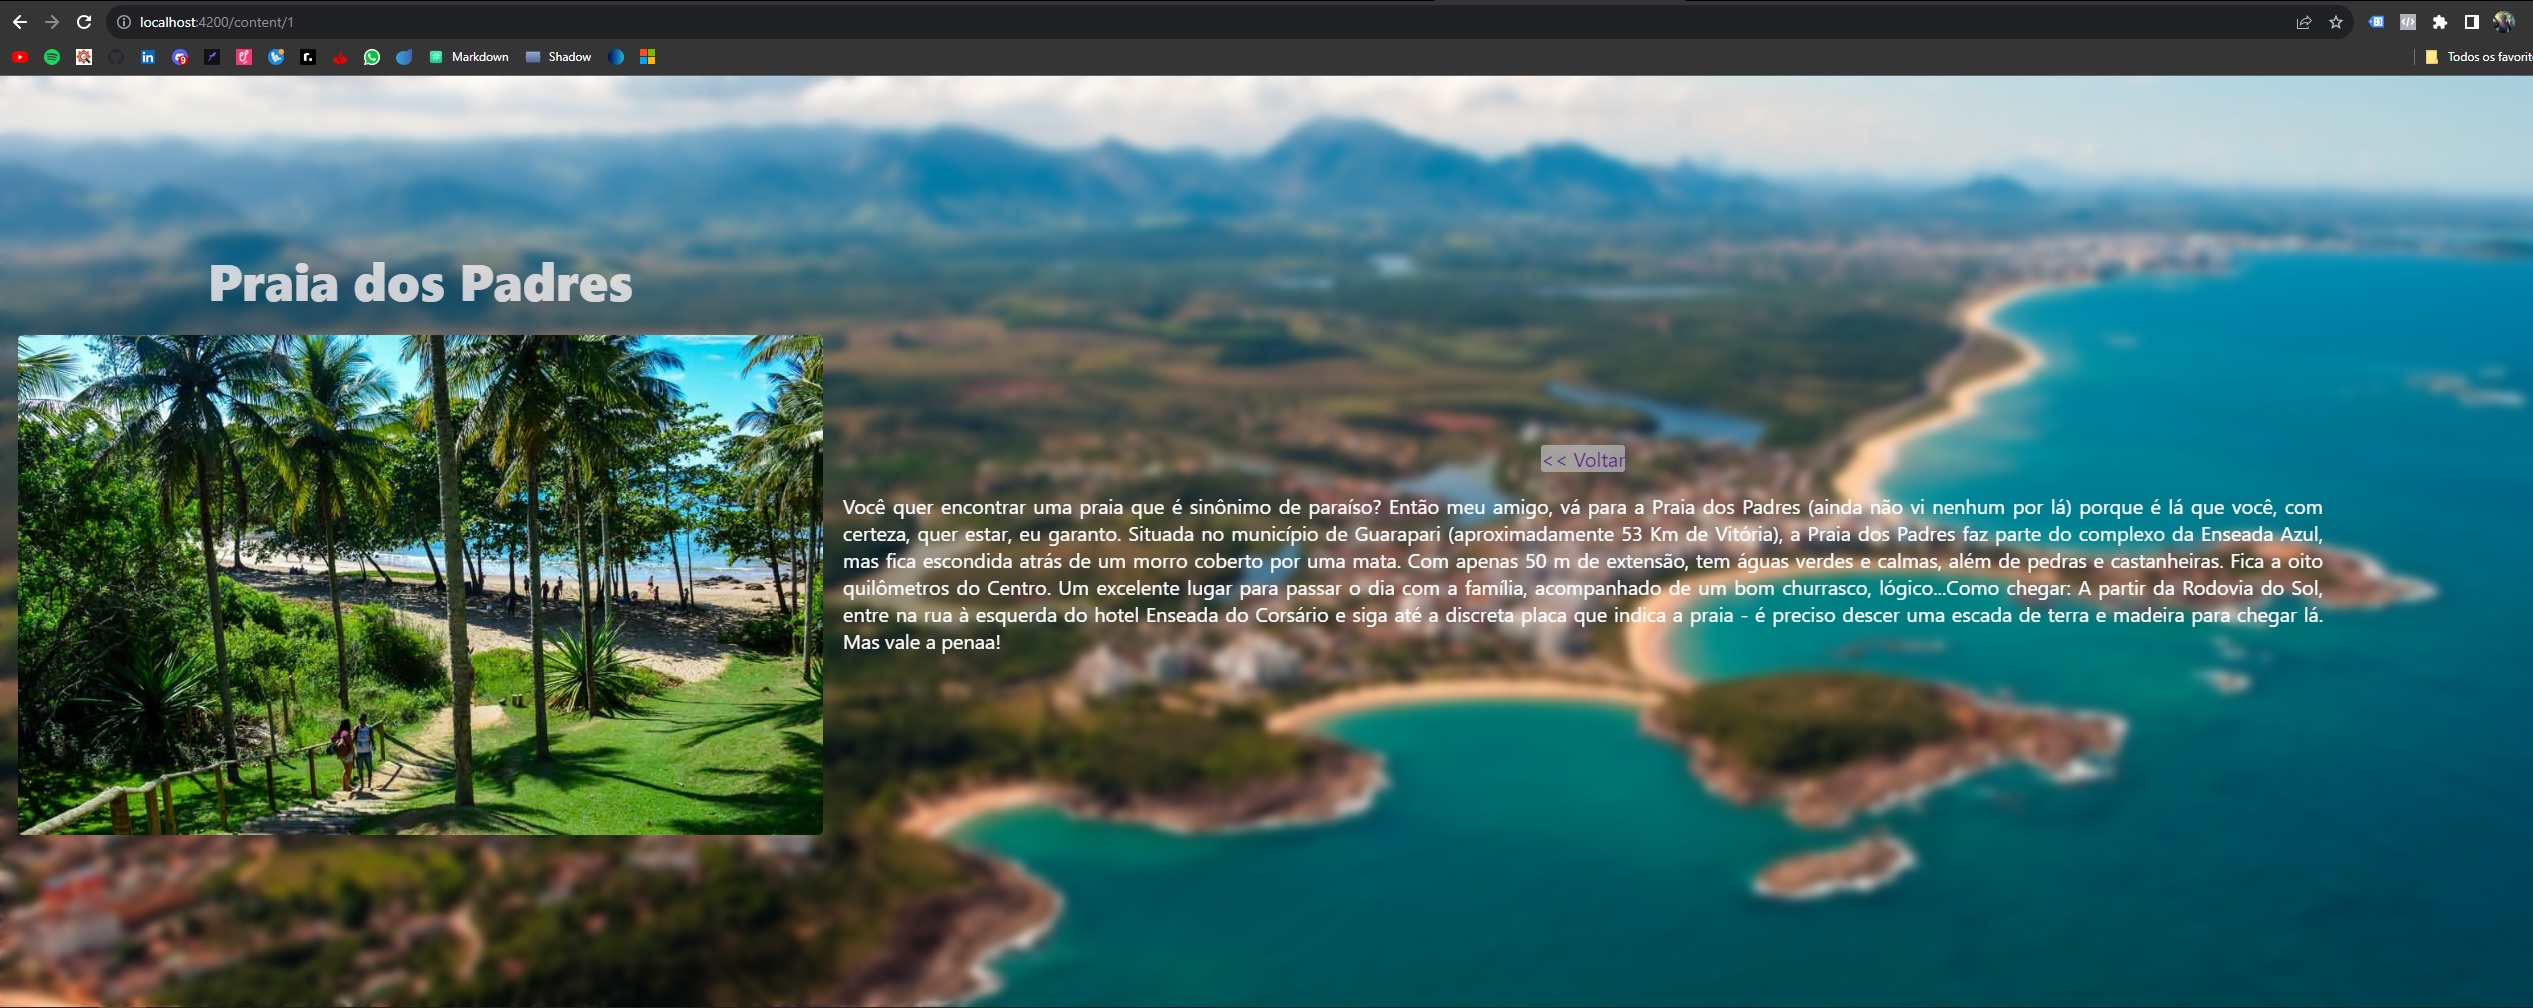 localhost:4200/content/1
Markdown
Shadow
Todos os favorit
Praia dos Padres
<< Voltar
Você quer encontrar uma praia que é sinônimo de paraíso? Então meu amigo, vá para a Praia dos Padres (ainda não vi nenhum por lá) porque é lá que você, com
certeza, quer estar, eu garanto. Situada no município de Guarapari (aproximadamente 53 Km de Vitória), a Praia dos Padres faz parte do complexo da Enseada Azul,
mas fica escondida atrás de um morro coberto por uma mata. Com apenas 50 m de extensão, tem águas verdes e calmas, além de pedras e castanheiras. Fica a oito
quilômetros do Centro. Um excelente lugar para passar o dia com a família, acompanhado de um bom churrasco, lógico...Como chegar: A partir da Rodovia do Sol,
entre na rua à esquerda do hotel Enseada do Corsário e siga até a discreta placa que indica a praia - é preciso descer uma escada de terra e madeira para chegar lá.
Mas vale a penaa!